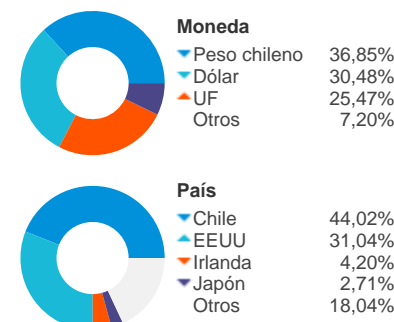 Moneda
Peso chileno 36,85%
Dólar 30,48%
UF 25,47%
Otros 7,20%
País
Chile 44,02%
EEUU 31,04%
Irlanda 4,20%
Japón 2,71%
Otros 18,04%